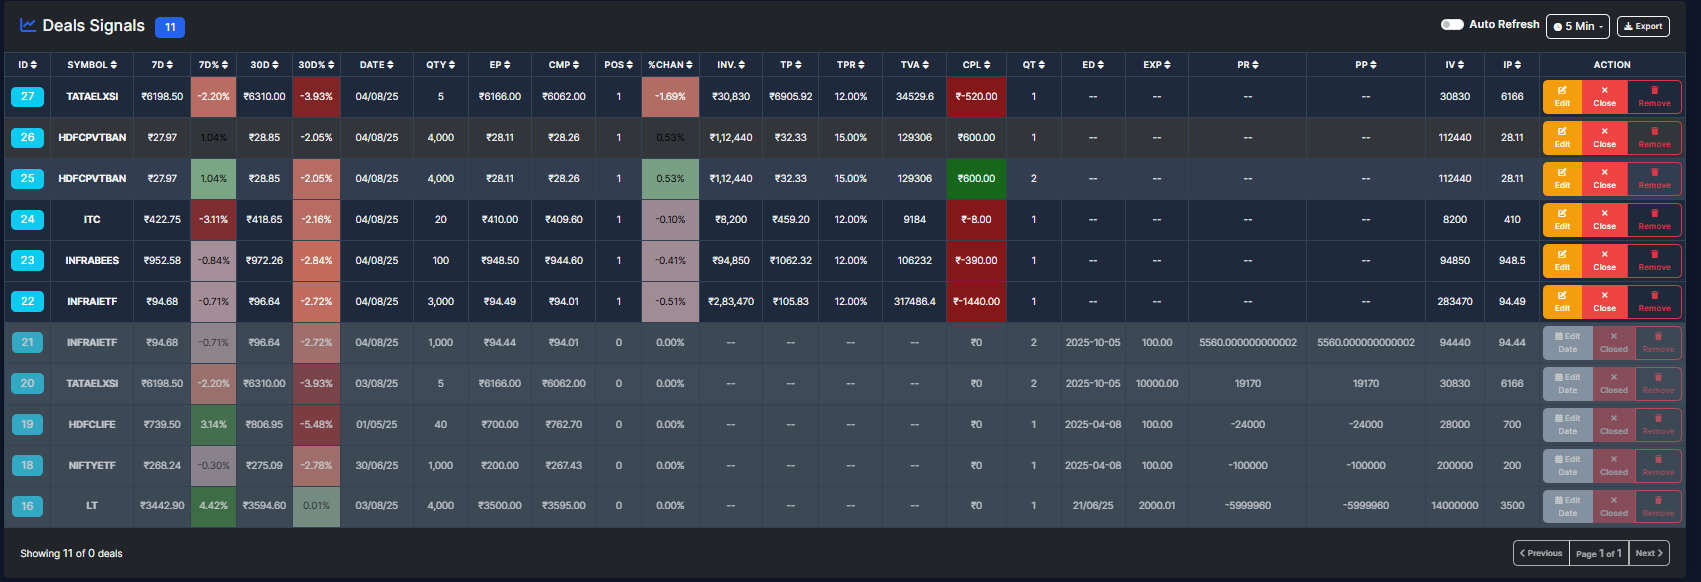 Deals Signals 11 Auto Refresh 5 Min Export
ID SYMBOL 7D 7D% 30D 30D% DATE QTY EP CMP POS %CHAN INV. TP TPR TVA CPL QT ED EXP PR PP IV IP ACTION
27 TATAELXSI ₹6198.50 -2.20% ₹6310.00 -3.93% 04/08/25 5 ₹6166.00 ₹6062.00 1 -1.69% ₹30,830 ₹6905.92 12.00% 34529.6 ₹-520.00 1 -- -- -- -- 30830 6166 Edit Close Remove
26 HDFCPVTBAN ₹27.97 1.04% ₹28.85 -2.05% 04/08/25 4,000 ₹28.11 ₹28.26 1 0.53% ₹1,12,440 ₹32.33 15.00% 129306 ₹600.00 1 -- -- -- -- 112440 28.11 Edit Close Remove
25 HDFCPVTBAN ₹27.97 1.04% ₹28.85 -2.05% 04/08/25 4,000 ₹28.11 ₹28.26 1 0.53% ₹1,12,440 ₹32.33 15.00% 129306 ₹600.00 2 -- -- -- -- 112440 28.11 Edit Close Remove
24 ITC ₹422.75 -3.11% ₹418.65 -2.16% 04/08/25 20 ₹410.00 ₹409.60 1 -0.10% ₹8,200 ₹459.20 12.00% 9184 ₹-8.00 1 -- -- -- -- 8200 410 Edit Close Remove
23 INFRABEES ₹952.58 -0.84% ₹972.26 -2.84% 04/08/25 100 ₹948.50 ₹944.60 1 -0.41% ₹94,850 ₹1062.32 12.00% 106232 ₹-390.00 1 -- -- -- -- 94850 948.5 Edit Close Remove
22 INFRAIETF ₹94.68 -0.71% ₹96.64 -2.72% 04/08/25 3,000 ₹94.49 ₹94.01 1 -0.51% ₹2,83,470 ₹105.83 12.00% 317486.4 ₹-1440.00 1 -- -- -- -- 283470 94.49 Edit Close Remove
21 INFRAIETF ₹94.68 -0.71% ₹96.64 -2.72% 04/08/25 1,000 ₹94.44 ₹94.01 0 0.00% -- -- -- -- ₹0 2 2025-10-05 100.00 5560.000000000002 5560.000000000002 94440 94.44 Edit Date Closed Remove
20 TATAELXSI ₹6198.50 -2.20% ₹6310.00 -3.93% 03/08/25 5 ₹6166.00 ₹6062.00 0 0.00% -- -- -- -- ₹0 2 2025-10-05 10000.00 19170 19170 30830 6166 Edit Date Closed Remove
19 HDFCLIFE ₹739.50 3.14% ₹806.95 -5.48% 01/05/25 40 ₹700.00 ₹762.70 0 0.00% -- -- -- -- ₹0 1 2025-04-08 100.00 -24000 -24000 28000 700 Edit Date Closed Remove
18 NIFTYETF ₹268.24 -0.30% ₹275.09 -2.78% 30/06/25 1,000 ₹200.00 ₹267.43 0 0.00% -- -- -- -- ₹0 1 2025-04-08 100.00 -100000 -100000 200000 200 Edit Date Closed Remove
16 LT ₹3442.90 4.42% ₹3594.60 0.01% 03/08/25 4,000 ₹3500.00 ₹3595.00 0 0.00% -- -- -- -- ₹0 1 21/06/25 2000.01 -5999960 -5999960 14000000 3500 Edit Date Closed Remove
Showing 11 of 0 deals Previous Page 1 of 1 Next